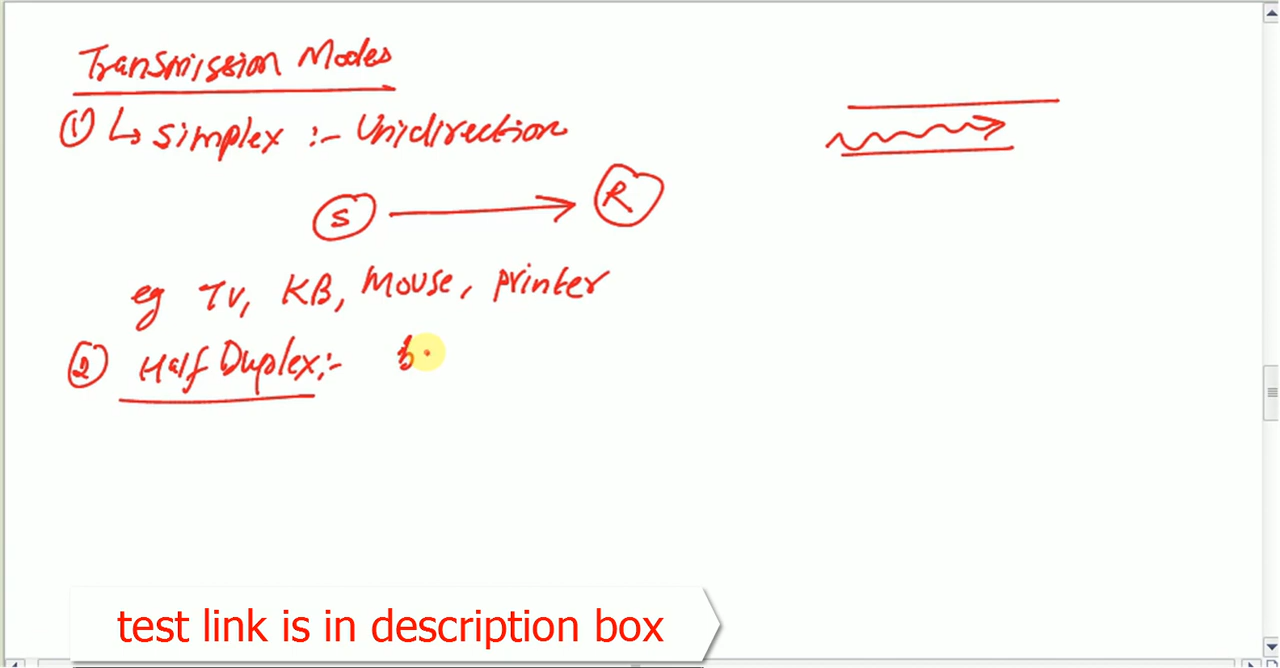 Transmission Modes
① ↳ Simplex :- Unidirection
S → R
eg TV, KB, Mouse, printer
② Half Duplex :-
test link is in description box